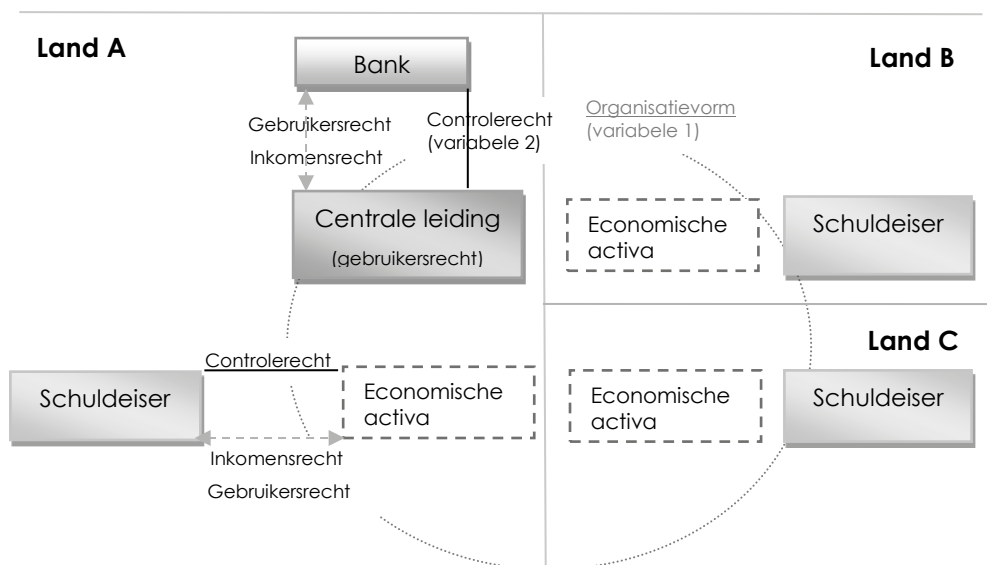 Land A
Bank
Land B
Gebruikersrecht
Inkomensrecht
Controlerecht
(variabele 2)
Organisatievorm
(variabele 1)
Centrale leiding
(gebruikersrecht)
Economische
activa
Schuldeiser
Land C
Controlerecht
Schuldeiser
Economische
activa
Inkomensrecht
Gebruikersrecht
Economische
activa
Schuldeiser